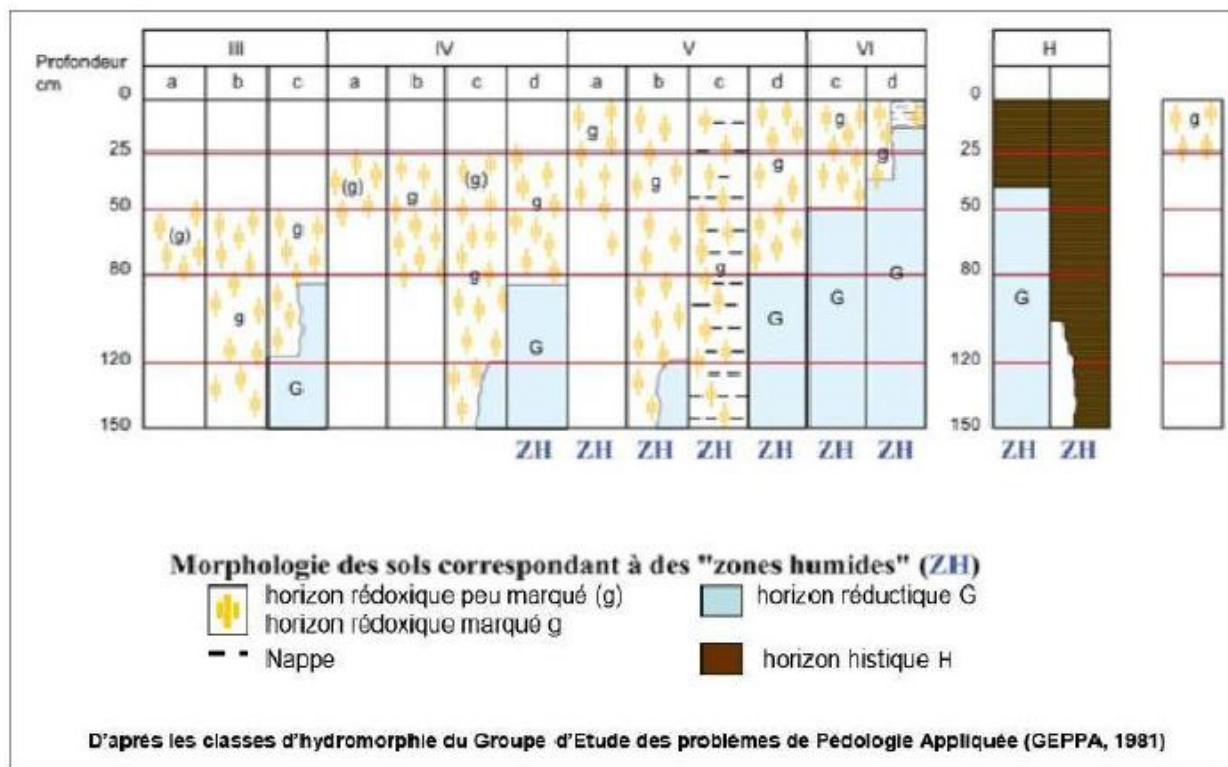 III IV V VI H
Profondeur
cm
a b c a b c d a b c d c d
0 0
g g g g
25 25
(g) g (g) g g g g
50 50
(g) g g
80 g g G G 80
g G G G G
120 120
G
150 150
ZH ZH ZH ZH ZH ZH ZH ZH ZH
Morphologie des sols correspondant à des "zones humides" (ZH)
horizon rédoxique peu marqué (g) horizon réductique G
horizon rédoxique marqué g
Nappe horizon histique H
D'après les classes d'hydromorphie du Groupe d'Etude des problèmes de Pédologie Appliquée (GEPPA, 1981)